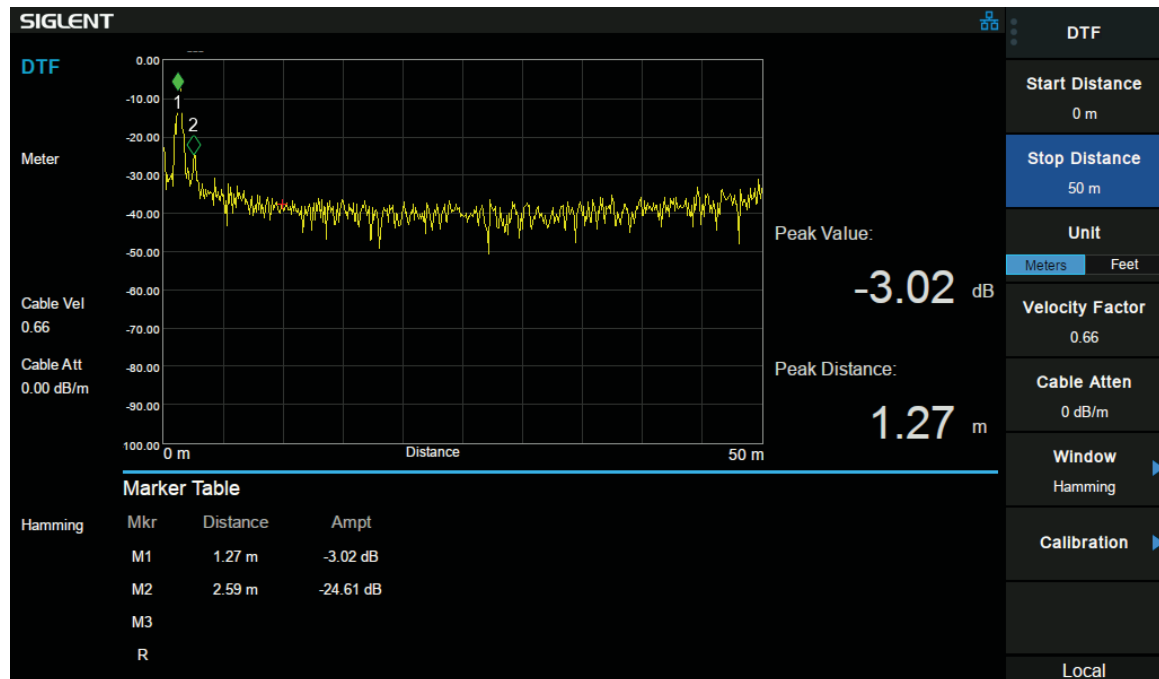 SIGLENT
DTF
DTF
---
0.00
-10.00
-20.00
-30.00
-40.00
-50.00
-60.00
-70.00
-80.00
-90.00
100.00
1
2
Meter
Cable Vel
0.66
Cable Att
0.00 dB/m
Hamming
0 m
Distance
50 m
Peak Value:
-3.02 dB
Peak Distance:
1.27 m
Marker Table
Mkr Distance Ampt
M1 1.27 m -3.02 dB
M2 2.59 m -24.61 dB
M3
R
Start Distance
0 m
Stop Distance
50 m
Unit
Meters Feet
Velocity Factor
0.66
Cable Atten
0 dB/m
Window
Hamming
Calibration
Local